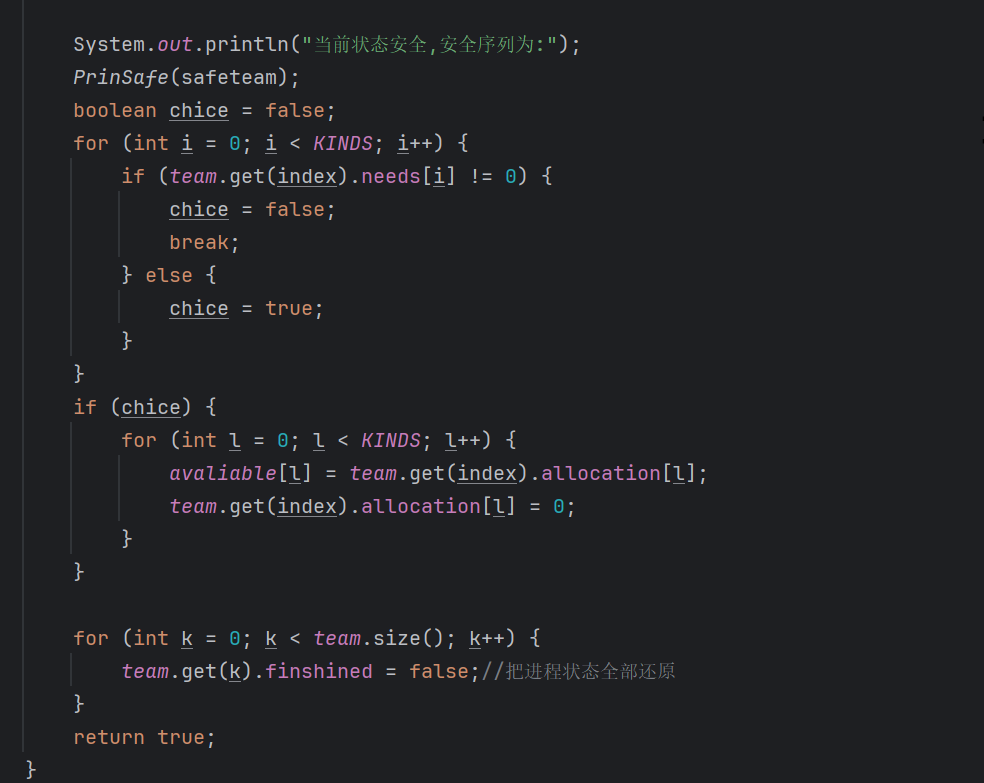 System.out.println("当前状态安全,安全序列为:");
PrinSafe(safeteam);
boolean chice = false;
for (int i = 0; i < KINDS; i++) {
if (team.get(index).needs[i] != 0) {
chice = false;
break;
} else {
chice = true;
}
}
if (chice) {
for (int l = 0; l < KINDS; l++) {
avaliable[l] = team.get(index).allocation[l];
team.get(index).allocation[l] = 0;
}
}
for (int k = 0; k < team.size(); k++) {
team.get(k).finshined = false;//把进程状态全部还原
}
return true;
}